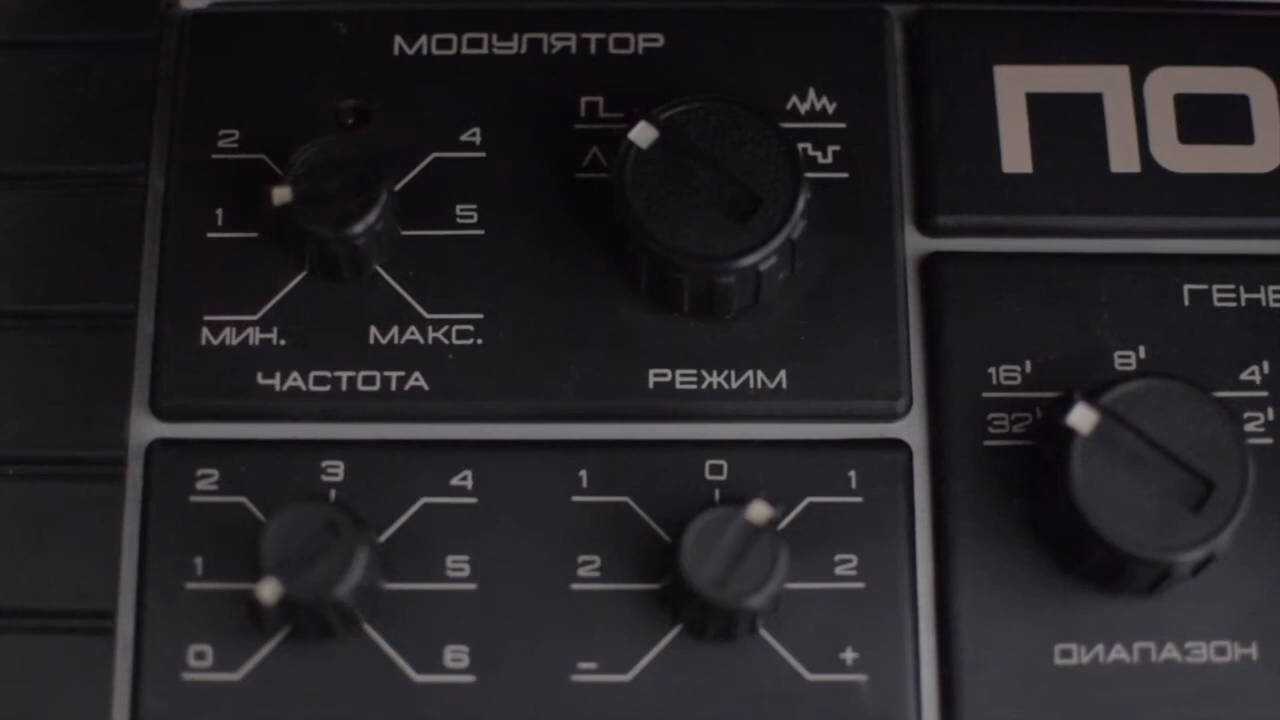 МОДУЛЯТОР
2 4
1 5
МИН. МАКС.
ЧАСТОТА
РЕЖИМ
ПО
ГЕНЕ
16' 8' 4'
32' 2'
ДИАПАЗОН
2 3 4
1 5
0 6
1 0 1
2 2
- +